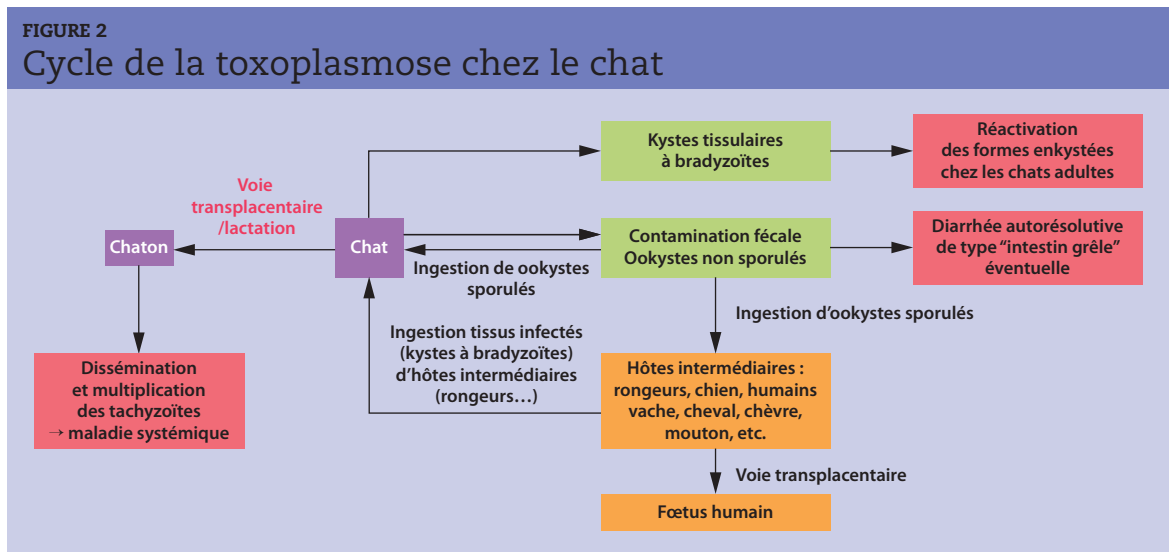 FIGURE 2
Cycle de la toxoplasmose chez le chat
Kystes tissulaires
à bradyzoïtes
Réactivation
des formes enkystées
chez les chats adultes
Voie
transplacentaire
/lactation
Chaton
Chat
Contamination fécale
Ookystes non sporulés
Diarrhée autorésolutive
de type “intestin grêle”
éventuelle
Ingestion de ookystes
sporulés
Ingestion d’ookystes sporulés
Ingestion tissus infectés
(kystes à bradyzoïtes)
d’hôtes intermédiaires
(rongeurs…)
Dissémination
et multiplication
des tachyzoïtes
→ maladie systémique
Hôtes intermédiaires :
rongeurs, chien, humains
vache, cheval, chèvre,
mouton, etc.
Voie transplacentaire
Fœtus humain